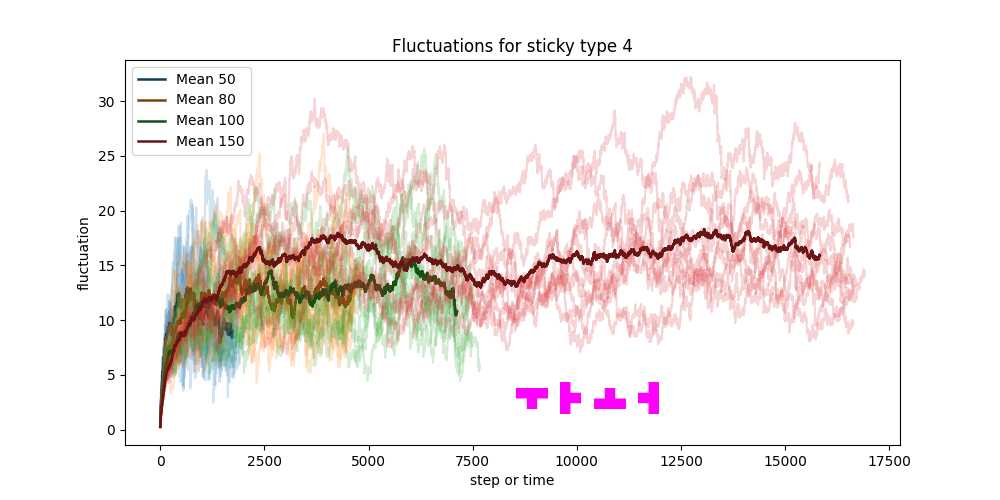 Fluctuations for sticky type 4
Mean 50
Mean 80
Mean 100
Mean 150
fluctuation
30
25
20
15
10
5
0
0 2500 5000 7500 10000 12500 15000 17500
step or time